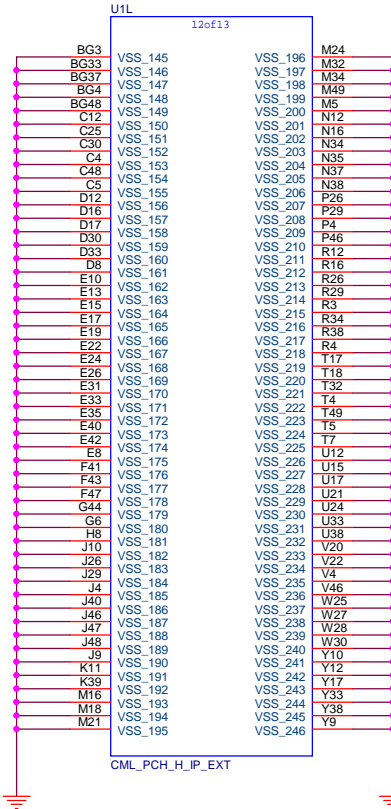 U1L
12of13
BG3 VSS_145 VSS_196 M24
BG33 VSS_146 VSS_197 M32
BG37 VSS_147 VSS_198 M34
BG4 VSS_148 VSS_199 M49
BG48 VSS_149 VSS_200 M5
C12 VSS_150 VSS_201 N12
C25 VSS_151 VSS_202 N16
C30 VSS_152 VSS_203 N34
C4 VSS_153 VSS_204 N35
C48 VSS_154 VSS_205 N37
C5 VSS_155 VSS_206 N38
D12 VSS_156 VSS_207 P26
D16 VSS_157 VSS_208 P29
D17 VSS_158 VSS_209 P4
D30 VSS_159 VSS_210 P46
D33 VSS_160 VSS_211 R12
D8 VSS_161 VSS_212 R16
E10 VSS_162 VSS_213 R26
E13 VSS_163 VSS_214 R29
E15 VSS_164 VSS_215 R3
E17 VSS_165 VSS_216 R34
E19 VSS_166 VSS_217 R38
E22 VSS_167 VSS_218 R4
E24 VSS_168 VSS_219 T17
E26 VSS_169 VSS_220 T18
E31 VSS_170 VSS_221 T32
E33 VSS_171 VSS_222 T4
E35 VSS_172 VSS_223 T49
E40 VSS_173 VSS_224 T5
E42 VSS_174 VSS_225 T7
E8 VSS_175 VSS_226 U12
F41 VSS_176 VSS_227 U15
F43 VSS_177 VSS_228 U17
F47 VSS_178 VSS_229 U21
G44 VSS_179 VSS_230 U24
G6 VSS_180 VSS_231 U33
H8 VSS_181 VSS_232 U38
J10 VSS_182 VSS_233 V20
J26 VSS_183 VSS_234 V22
J29 VSS_184 VSS_235 V4
J4 VSS_185 VSS_236 V46
J40 VSS_186 VSS_237 W25
J46 VSS_187 VSS_238 W27
J47 VSS_188 VSS_239 W28
J48 VSS_189 VSS_240 W30
J9 VSS_190 VSS_241 Y10
K11 VSS_191 VSS_242 Y12
K39 VSS_192 VSS_243 Y17
M16 VSS_193 VSS_244 Y33
M18 VSS_194 VSS_245 Y38
M21 VSS_195 VSS_246 Y9
CML_PCH_H_IP_EXT